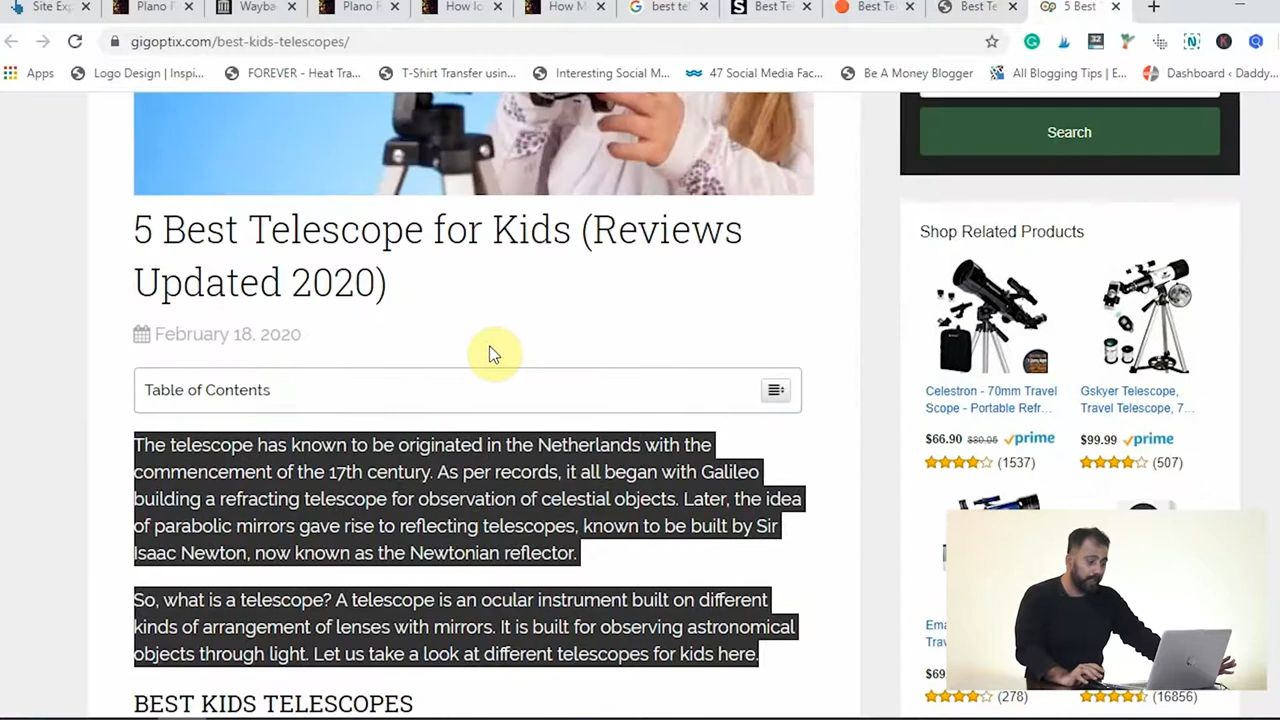 Site Ex
Plano F
Wayba
Plano F
How Ic
How M
best tel
Best Te
Best Tel
Best Te
5 Best
gigoptix.com/best-kids-telescopes/
32
N
K
Apps
Logo Design | Inspi...
FOREVER - Heat Tra...
T-Shirt Transfer usin...
Interesting Social M...
47 Social Media Fac...
Be A Money Blogger
All Blogging Tips | E...
Dashboard ‹ Daddy...
Search
5 Best Telescope for Kids (Reviews
Updated 2020)
February 18, 2020
Table of Contents
The telescope has known to be originated in the Netherlands with the
commencement of the 17th century. As per records, it all began with Galileo
building a refracting telescope for observation of celestial objects. Later, the idea
of parabolic mirrors gave rise to reflecting telescopes, known to be built by Sir
Isaac Newton, now known as the Newtonian reflector.
So, what is a telescope? A telescope is an ocular instrument built on different
kinds of arrangement of lenses with mirrors. It is built for observing astronomical
objects through light. Let us take a look at different telescopes for kids here.
BEST KIDS TELESCOPES
Shop Related Products
Celestron - 70mm Travel
Scope - Portable Refr...
$66.90 $80.05 prime
(1537)
Gskyer Telescope,
Travel Telescope, 7...
$99.99 prime
(507)
Ema
Trav
$69
(278)
(16856)